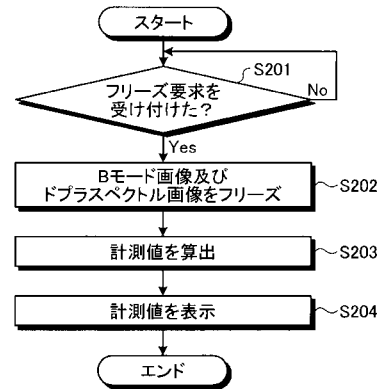 スタート
S201
フリーズ要求を
受け付けた?
No
Yes
Bモード画像及び
ドプラスペクトル画像をフリーズ
S202
計測値を算出
S203
計測値を表示
S204
エンド